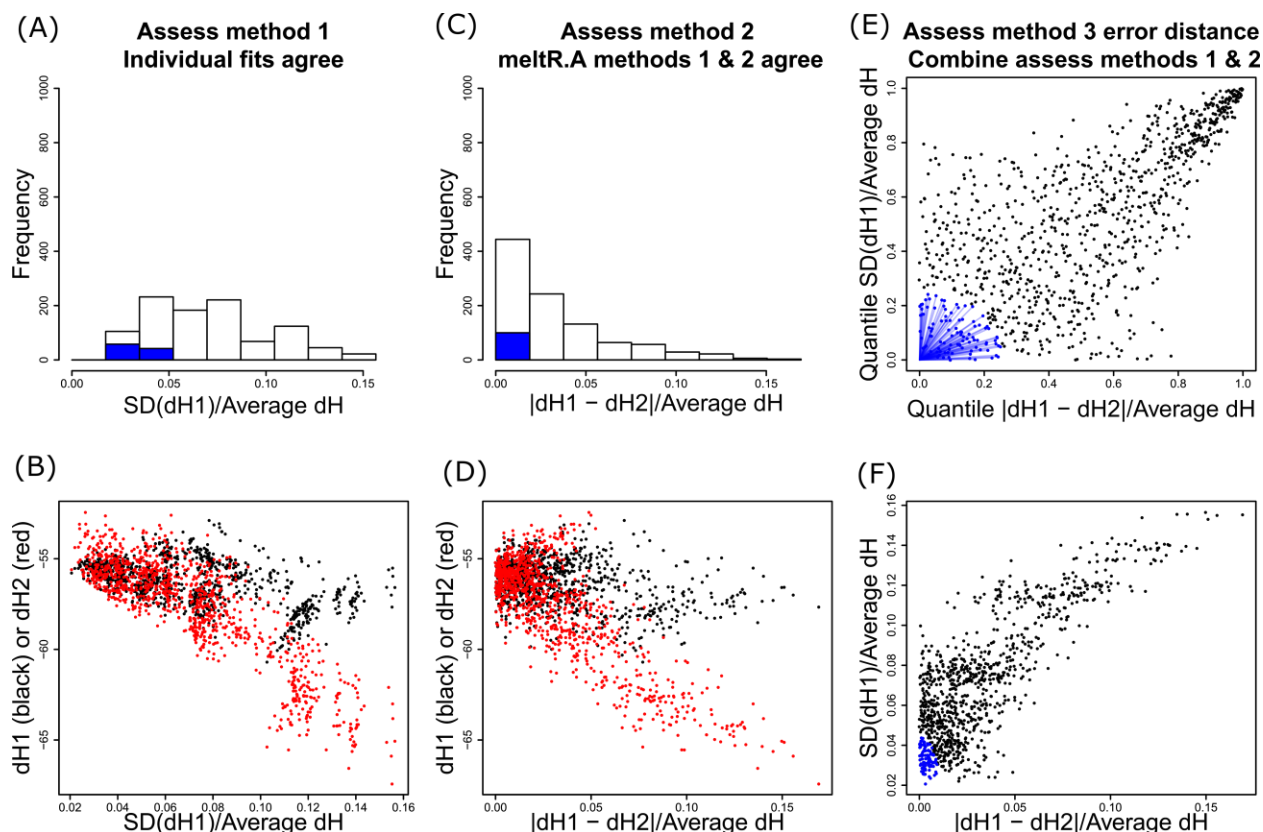 (A)
Assess method 1
Individual fits agree
Frequency
0
200
400
600
800
1000
0.00
0.05
0.10
0.15
SD(dH1)/Average dH
(C)
Assess method 2
meltR.A methods 1 & 2 agree
Frequency
0
200
400
600
800
1000
0.00
0.05
0.10
0.15
|dH1 − dH2|/Average dH
(E)
Assess method 3 error distance
Combine assess methods 1 & 2
Quantile SD(dH1)/Average dH
0.0
0.2
0.4
0.6
0.8
1.0
0.0
0.2
0.4
0.6
0.8
1.0
Quantile |dH1 − dH2|/Average dH
(B)
dH1 (black) or dH2 (red)
-65
-60
-55
0.02
0.04
0.06
0.08
0.10
0.12
0.14
0.16
SD(dH1)/Average dH
(D)
dH1 (black) or dH2 (red)
-65
-60
-55
0.00
0.05
0.10
0.15
|dH1 − dH2|/Average dH
(F)
SD(dH1)/Average dH
0.02
0.04
0.06
0.08
0.10
0.12
0.14
0.16
0.00
0.05
0.10
0.15
|dH1 − dH2|/Average dH